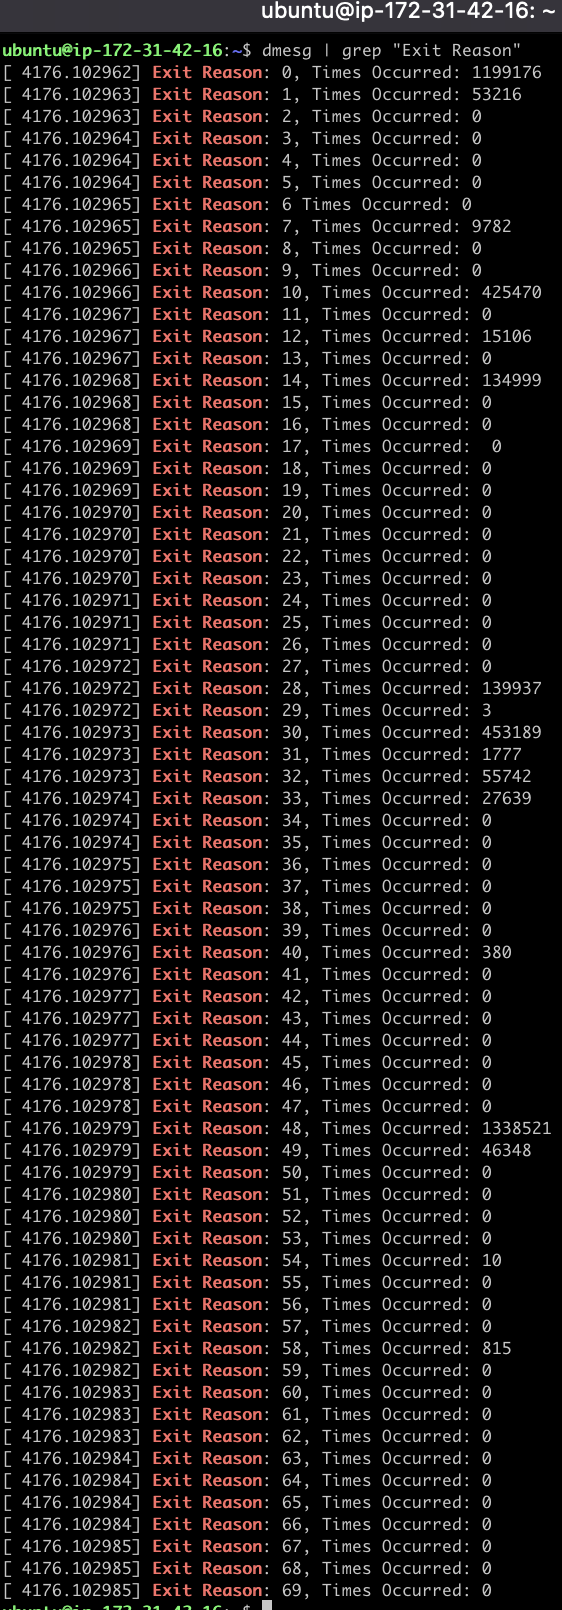 ubuntu@ip-172-31-42-16: ~
ubuntu@ip-172-31-42-16:~$ dmesg | grep "Exit Reason"
[ 4176.102962] Exit Reason: 0, Times Occurred: 1199176
[ 4176.102963] Exit Reason: 1, Times Occurred: 53216
[ 4176.102963] Exit Reason: 2, Times Occurred: 0
[ 4176.102964] Exit Reason: 3, Times Occurred: 0
[ 4176.102964] Exit Reason: 4, Times Occurred: 0
[ 4176.102964] Exit Reason: 5, Times Occurred: 0
[ 4176.102965] Exit Reason: 6 Times Occurred: 0
[ 4176.102965] Exit Reason: 7, Times Occurred: 9782
[ 4176.102965] Exit Reason: 8, Times Occurred: 0
[ 4176.102965] Exit Reason: 9, Times Occurred: 0
[ 4176.102966] Exit Reason: 10, Times Occurred: 425470
[ 4176.102967] Exit Reason: 11, Times Occurred: 0
[ 4176.102967] Exit Reason: 12, Times Occurred: 15106
[ 4176.102967] Exit Reason: 13, Times Occurred: 0
[ 4176.102968] Exit Reason: 14, Times Occurred: 134999
[ 4176.102968] Exit Reason: 15, Times Occurred: 0
[ 4176.102968] Exit Reason: 16, Times Occurred: 0
[ 4176.102969] Exit Reason: 17, Times Occurred:  0
[ 4176.102969] Exit Reason: 18, Times Occurred: 0
[ 4176.102969] Exit Reason: 19, Times Occurred: 0
[ 4176.102970] Exit Reason: 20, Times Occurred: 0
[ 4176.102970] Exit Reason: 21, Times Occurred: 0
[ 4176.102970] Exit Reason: 22, Times Occurred: 0
[ 4176.102970] Exit Reason: 23, Times Occurred: 0
[ 4176.102971] Exit Reason: 24, Times Occurred: 0
[ 4176.102971] Exit Reason: 25, Times Occurred: 0
[ 4176.102971] Exit Reason: 26, Times Occurred: 0
[ 4176.102972] Exit Reason: 27, Times Occurred: 0
[ 4176.102972] Exit Reason: 28, Times Occurred: 139937
[ 4176.102972] Exit Reason: 29, Times Occurred: 3
[ 4176.102973] Exit Reason: 30, Times Occurred: 453189
[ 4176.102973] Exit Reason: 31, Times Occurred: 1777
[ 4176.102973] Exit Reason: 32, Times Occurred: 55742
[ 4176.102974] Exit Reason: 33, Times Occurred: 27639
[ 4176.102974] Exit Reason: 34, Times Occurred: 0
[ 4176.102974] Exit Reason: 35, Times Occurred: 0
[ 4176.102975] Exit Reason: 36, Times Occurred: 0
[ 4176.102975] Exit Reason: 37, Times Occurred: 0
[ 4176.102975] Exit Reason: 38, Times Occurred: 0
[ 4176.102976] Exit Reason: 39, Times Occurred: 0
[ 4176.102976] Exit Reason: 40, Times Occurred: 380
[ 4176.102976] Exit Reason: 41, Times Occurred: 0
[ 4176.102977] Exit Reason: 42, Times Occurred: 0
[ 4176.102977] Exit Reason: 43, Times Occurred: 0
[ 4176.102977] Exit Reason: 44, Times Occurred: 0
[ 4176.102978] Exit Reason: 45, Times Occurred: 0
[ 4176.102978] Exit Reason: 46, Times Occurred: 0
[ 4176.102978] Exit Reason: 47, Times Occurred: 0
[ 4176.102979] Exit Reason: 48, Times Occurred: 1338521
[ 4176.102979] Exit Reason: 49, Times Occurred: 46348
[ 4176.102979] Exit Reason: 50, Times Occurred: 0
[ 4176.102980] Exit Reason: 51, Times Occurred: 0
[ 4176.102980] Exit Reason: 52, Times Occurred: 0
[ 4176.102980] Exit Reason: 53, Times Occurred: 0
[ 4176.102981] Exit Reason: 54, Times Occurred: 10
[ 4176.102981] Exit Reason: 55, Times Occurred: 0
[ 4176.102981] Exit Reason: 56, Times Occurred: 0
[ 4176.102982] Exit Reason: 57, Times Occurred: 0
[ 4176.102982] Exit Reason: 58, Times Occurred: 815
[ 4176.102982] Exit Reason: 59, Times Occurred: 0
[ 4176.102983] Exit Reason: 60, Times Occurred: 0
[ 4176.102983] Exit Reason: 61, Times Occurred: 0
[ 4176.102983] Exit Reason: 62, Times Occurred: 0
[ 4176.102984] Exit Reason: 63, Times Occurred: 0
[ 4176.102984] Exit Reason: 64, Times Occurred: 0
[ 4176.102984] Exit Reason: 65, Times Occurred: 0
[ 4176.102984] Exit Reason: 66, Times Occurred: 0
[ 4176.102985] Exit Reason: 67, Times Occurred: 0
[ 4176.102985] Exit Reason: 68, Times Occurred: 0
[ 4176.102985] Exit Reason: 69, Times Occurred: 0
ubuntu@ip-172-31-42-16:~$